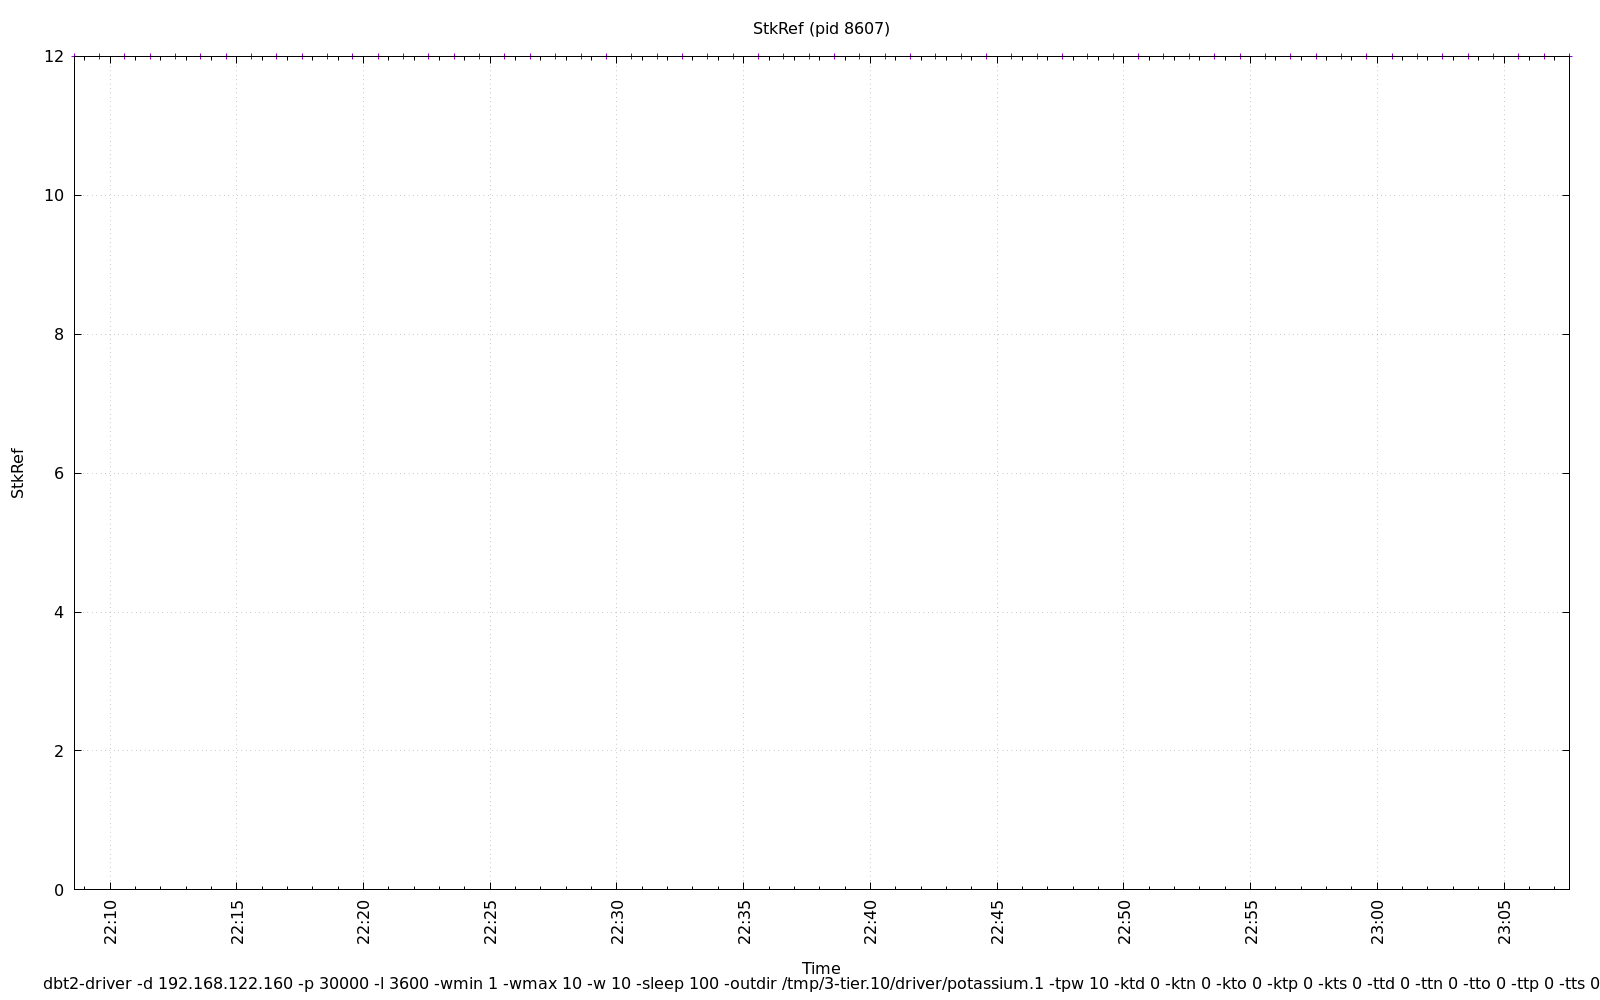 StkRef (pid 8607)
12
10
8
6
4
2
0
StkRef
22:10 22:15 22:20 22:25 22:30 22:35 22:40 22:45 22:50 22:55 23:00 23:05
Time
dbt2-driver -d 192.168.122.160 -p 30000 -l 3600 -wmin 1 -wmax 10 -w 10 -sleep 100 -outdir /tmp/3-tier.10/driver/potassium.1 -tpw 10 -ktd 0 -ktn 0 -kto 0 -ktp 0 -kts 0 -ttd 0 -ttn 0 -tto 0 -ttp 0 -tts 0